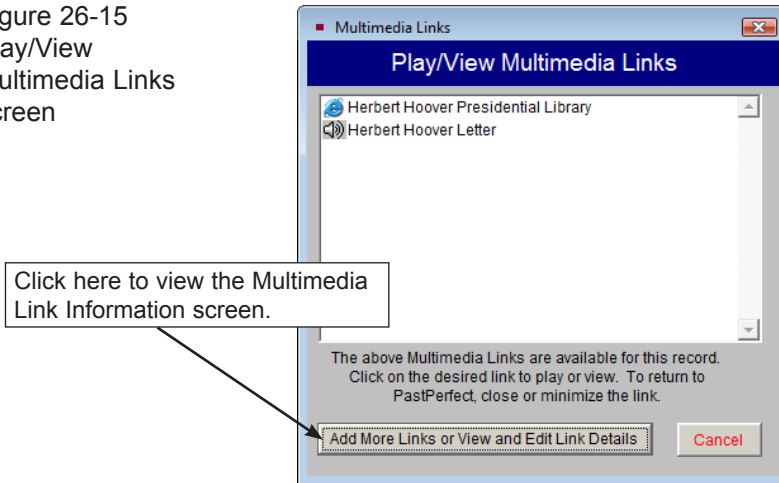 gure 26-15
ay/View
ultimedia Links
creen
Multimedia Links
Play/View Multimedia Links
Herbert Hoover Presidential Library
Herbert Hoover Letter
Click here to view the Multimedia
Link Information screen.
The above Multimedia Links are available for this record.
Click on the desired link to play or view. To return to
PastPerfect, close or minimize the link.
Add More Links or View and Edit Link Details
Cancel